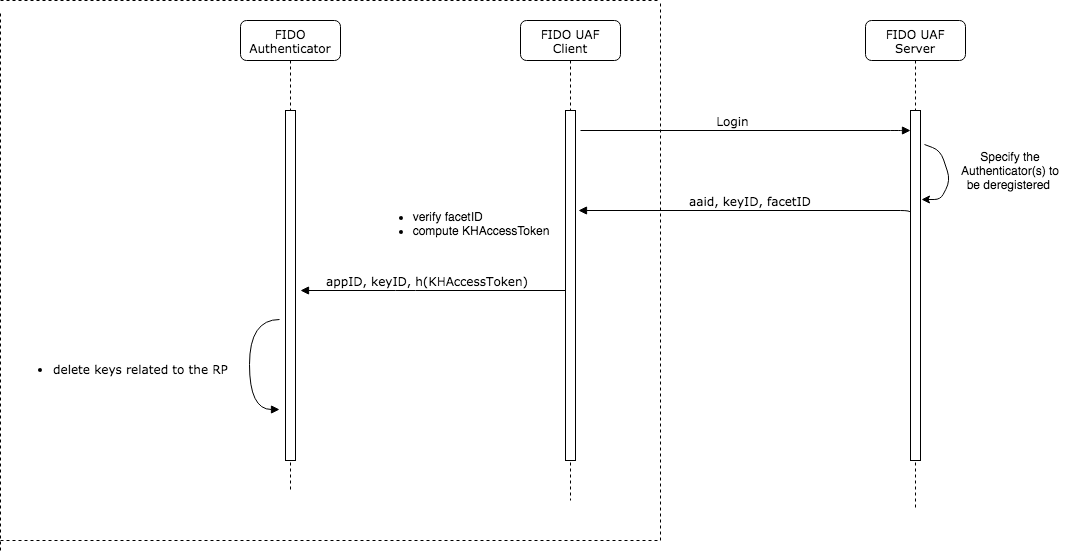 FIDO
Authenticator
FIDO UAF
Client
FIDO UAF
Server
Login
Specify the
Authenticator(s) to
be deregistered
aaid, keyID, facetID
• verify facetID
• compute KHAccessToken
appID, keyID, h(KHAccessToken)
• delete keys related to the RP